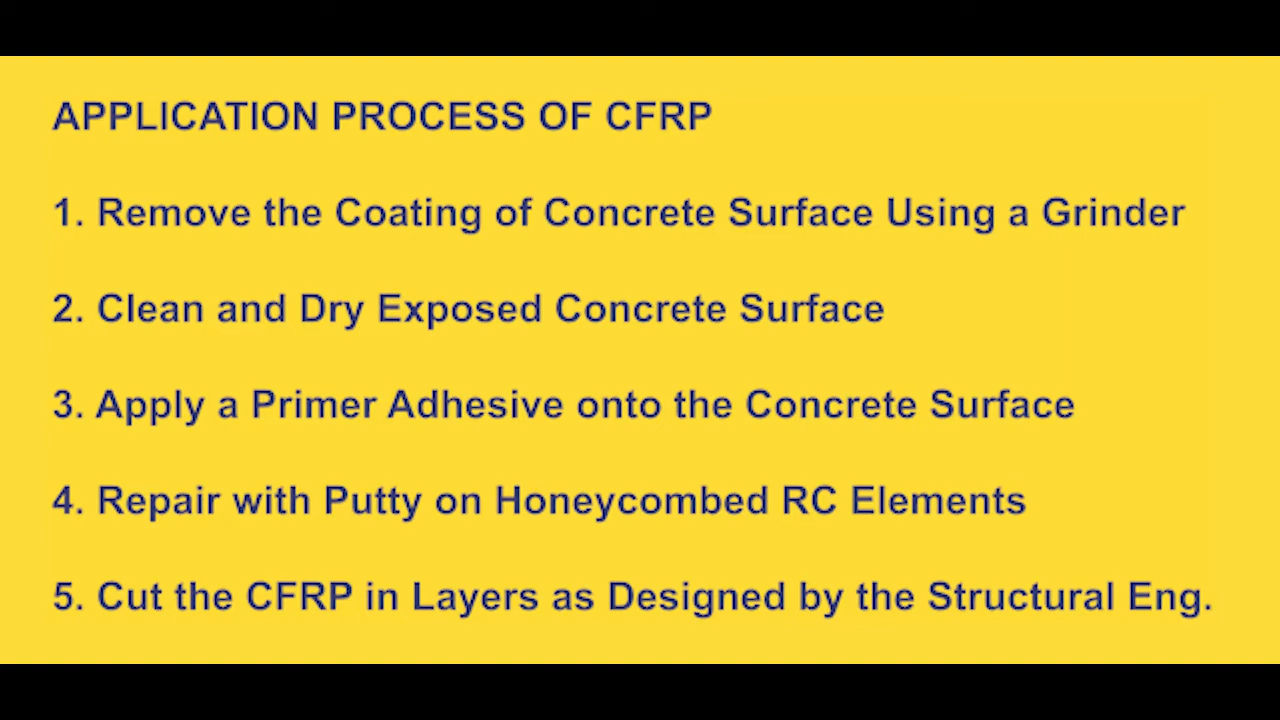 APPLICATION PROCESS OF CFRP
1. Remove the Coating of Concrete Surface Using a Grinder
2. Clean and Dry Exposed Concrete Surface
3. Apply a Primer Adhesive onto the Concrete Surface
4. Repair with Putty on Honeycombed RC Elements
5. Cut the CFRP in Layers as Designed by the Structural Eng.